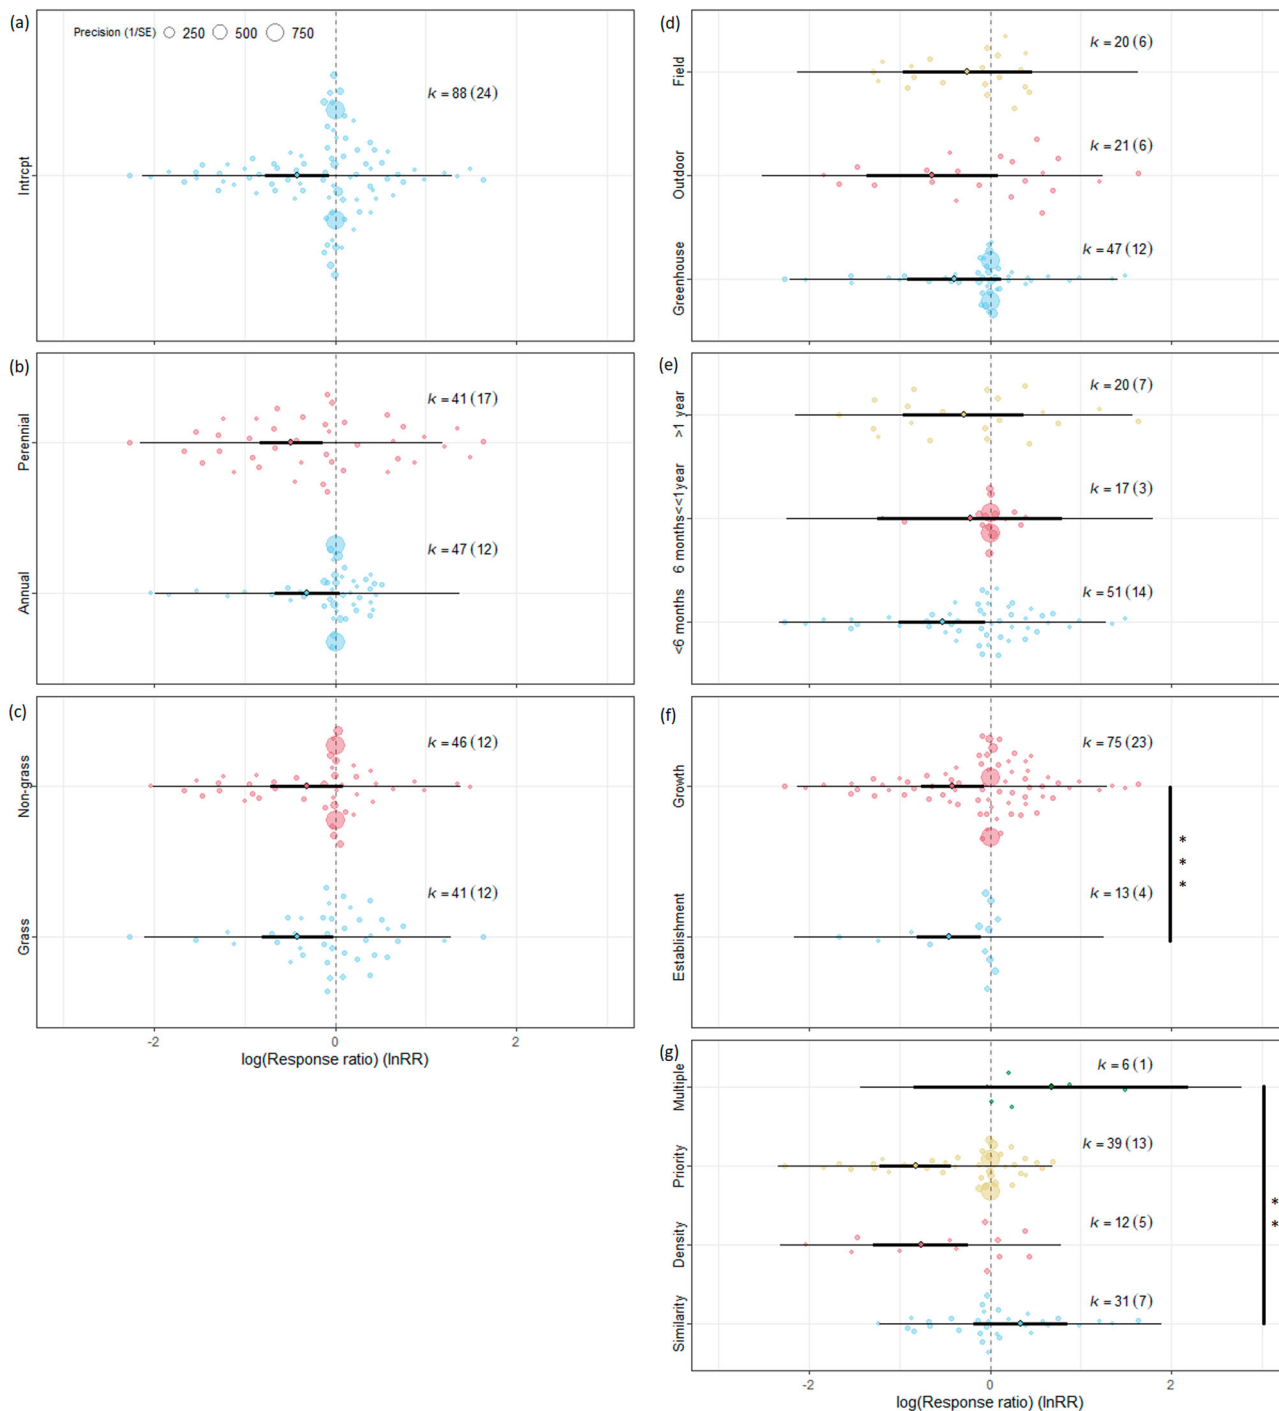 (a)
Precision (1/SE) 250 500 750
k = 88 (24)
Intrcpt
(b)
k = 41 (17)
Perennial
k = 47 (12)
Annual
(c)
k = 46 (12)
Non-grass
k = 41 (12)
Grass
-2 0 2
log(Response ratio) (lnRR)
(d)
k = 20 (6)
Field
k = 21 (6)
Outdoor
k = 47 (12)
Greenhouse
(e)
k = 20 (7)
>1 year
k = 17 (3)
6 months<<1year
k = 51 (14)
<6 months
(f)
k = 75 (23)
Growth
* * *
k = 13 (4)
Establishment
(g)
k = 6 (1)
Multiple
k = 39 (13)
Priority
* *
k = 12 (5)
Density
k = 31 (7)
Similarity
-2 0 2
log(Response ratio) (lnRR)